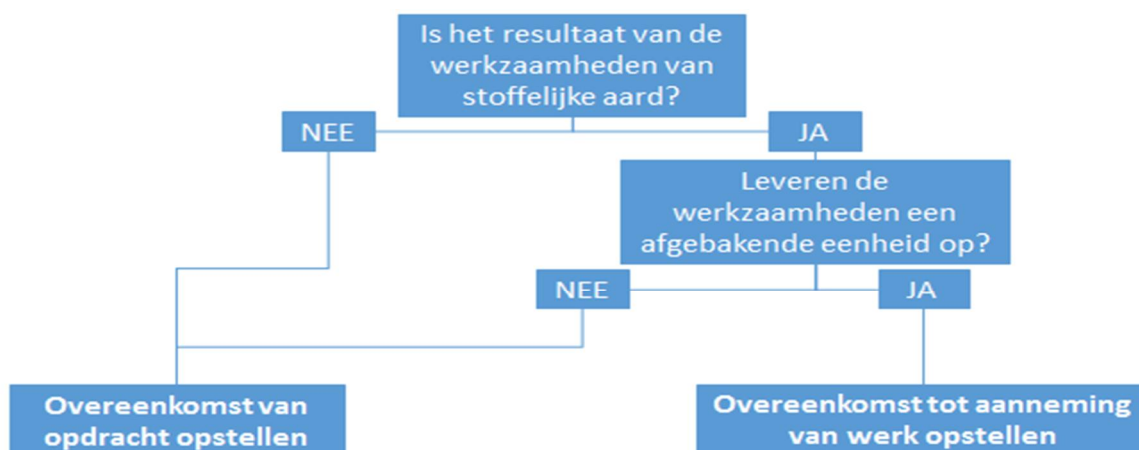 Is het resultaat van de
werkzaamheden van
stoffelijke aard?
NEE
JA
Leveren de
werkzaamheden een
afgebakende eenheid op?
NEE
JA
Overeenkomst van
opdracht opstellen
Overeenkomst tot aanneming
van werk opstellen